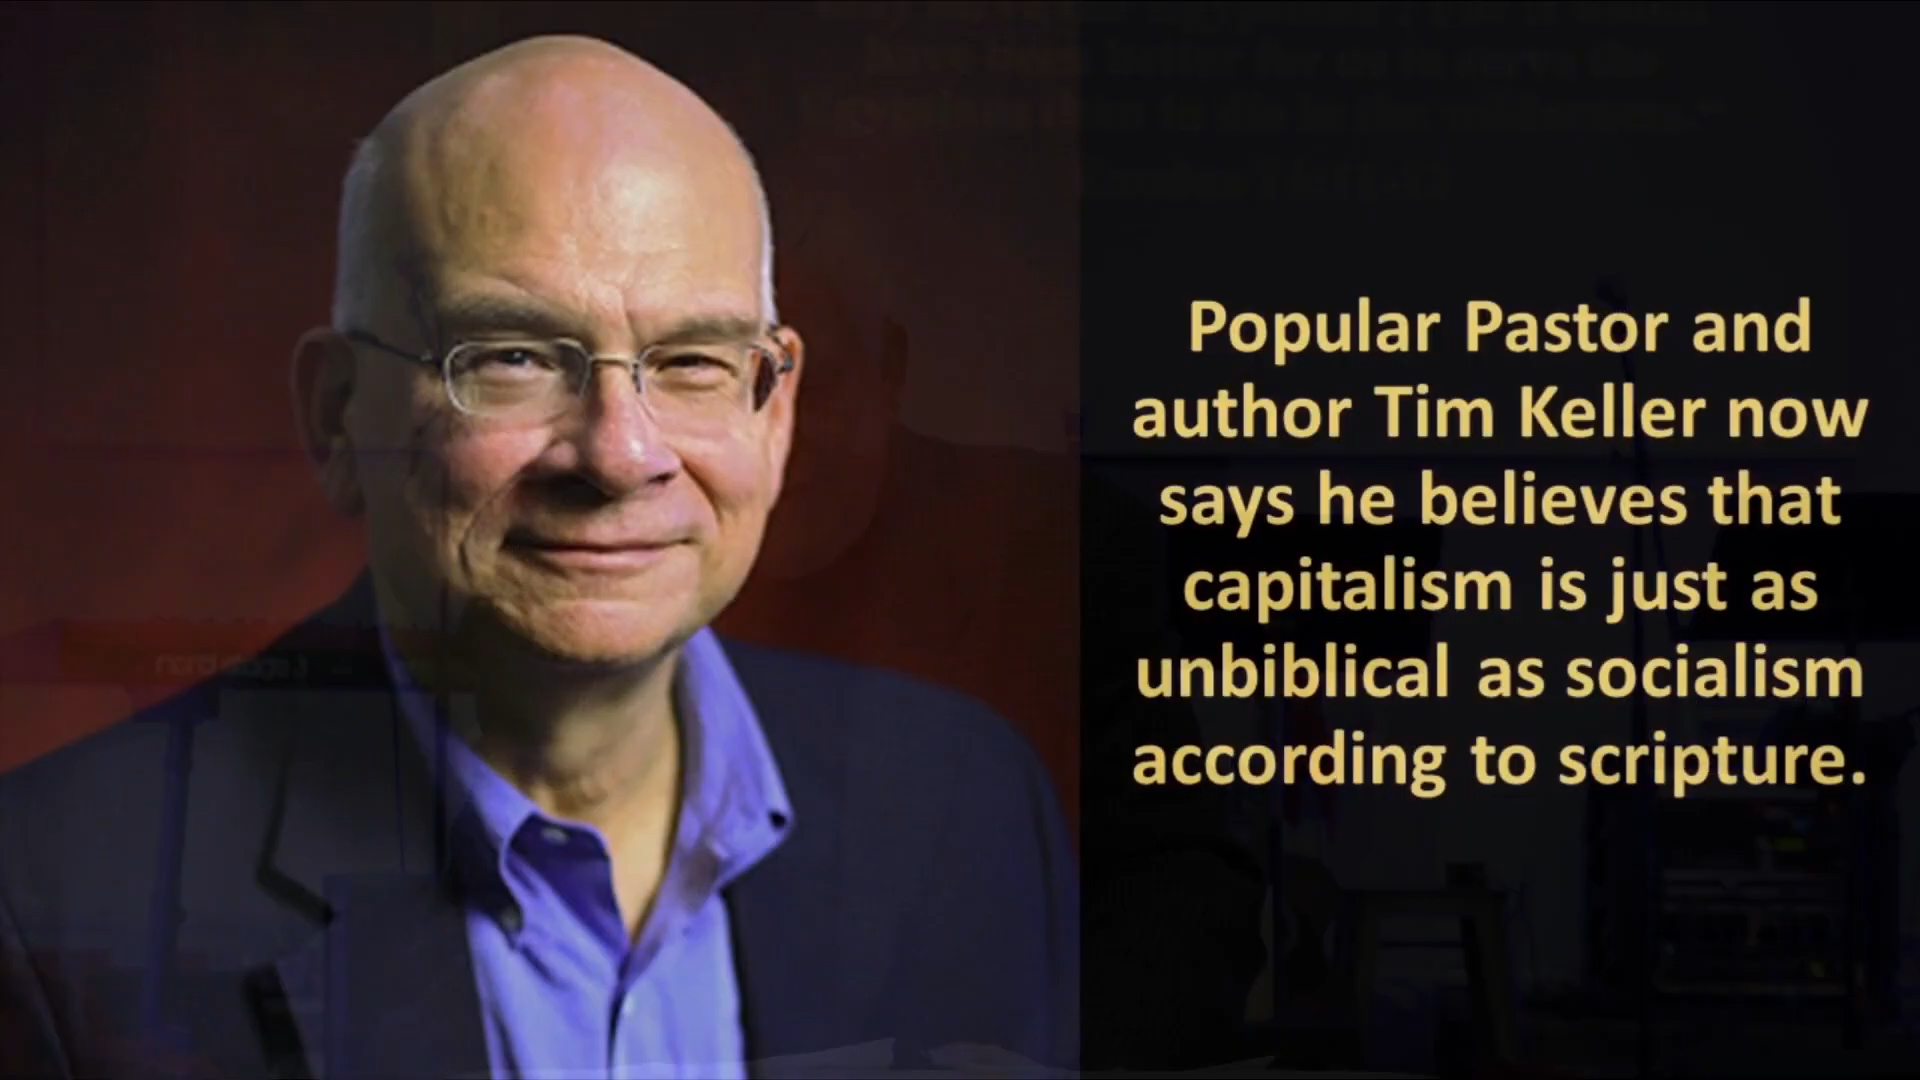 Popular Pastor and
author Tim Keller now
says he believes that
capitalism is just as
unbiblical as socialism
according to scripture.